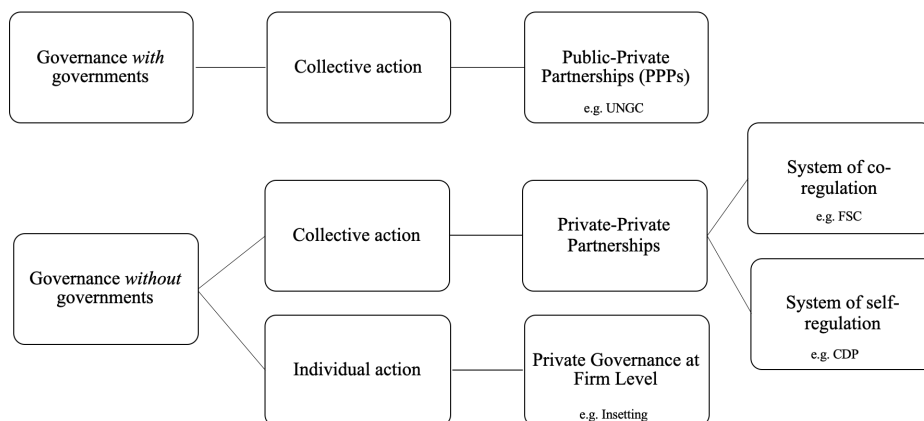 Governance with
governments
Collective action
Public-Private
Partnerships (PPPs)
e.g. UNGC
Governance without
governments
Collective action
Private-Private
Partnerships
System of co-
regulation
e.g. FSC
System of self-
regulation
e.g. CDP
Individual action
Private Governance at
Firm Level
e.g. Insetting